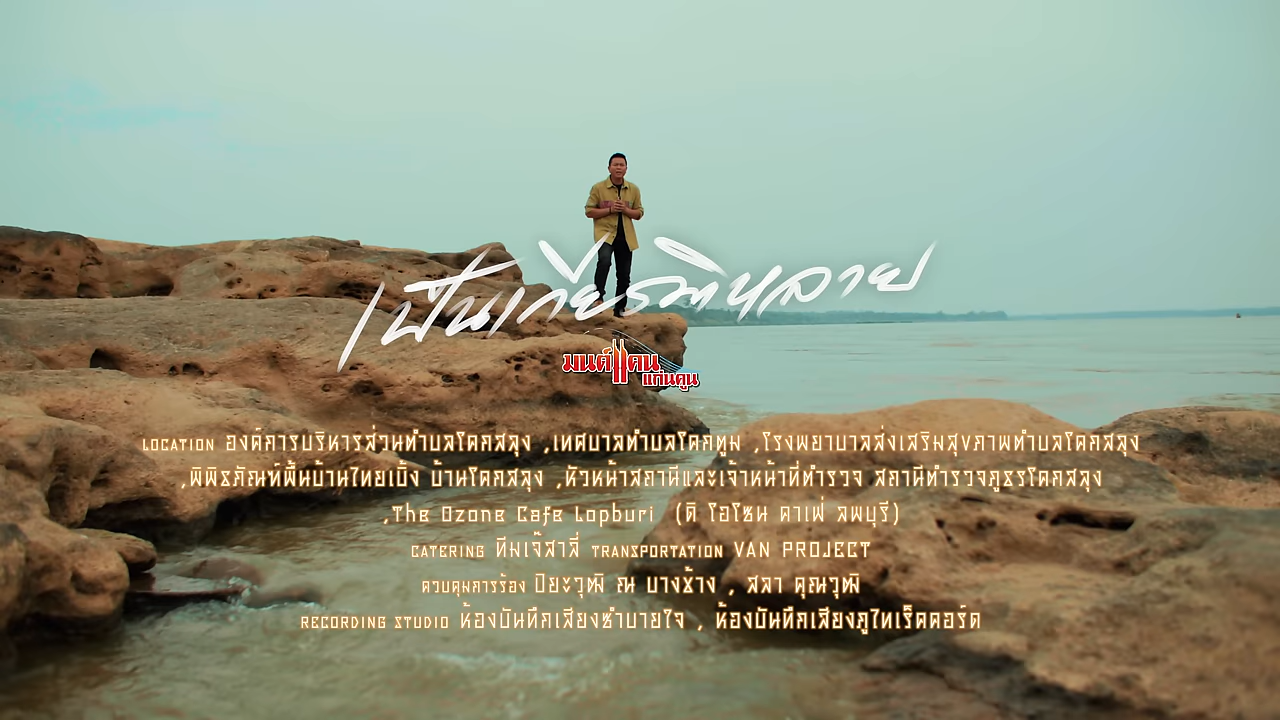 เป็นเกียรติหลาย
มนต์แคน
แก่นคูน
LOCATION องค์การบริหารส่วนตำบลโคกสลุง ,เทศบาลตำบลโคกตูม ,โรงพยาบาลส่งเสริมสุขภาพตำบลโคกสลุง
,พิพิธภัณฑ์พื้นบ้านไทยเบิ้ง บ้านโคกสลุง ,หัวหน้าสถานีและเจ้าหน้าที่ตำรวจ สถานีตำรวจภูธรโคกสลุง
,The Ozone Cafe Lopburi (ดิ โอโซน คาเฟ่ ลพบุรี)
CATERING ทีมเจ๊สาลี่ TRANSPORTATION VAN PROJECT
ควบคุมการร้อง ปิยะวุฒิ ณ บางช้าง , สลา คุณวุฒิ
RECORDING STUDIO ห้องบันทึกเสียงซำบายใจ , ห้องบันทึกเสียงภูไทเร็คคอร์ด